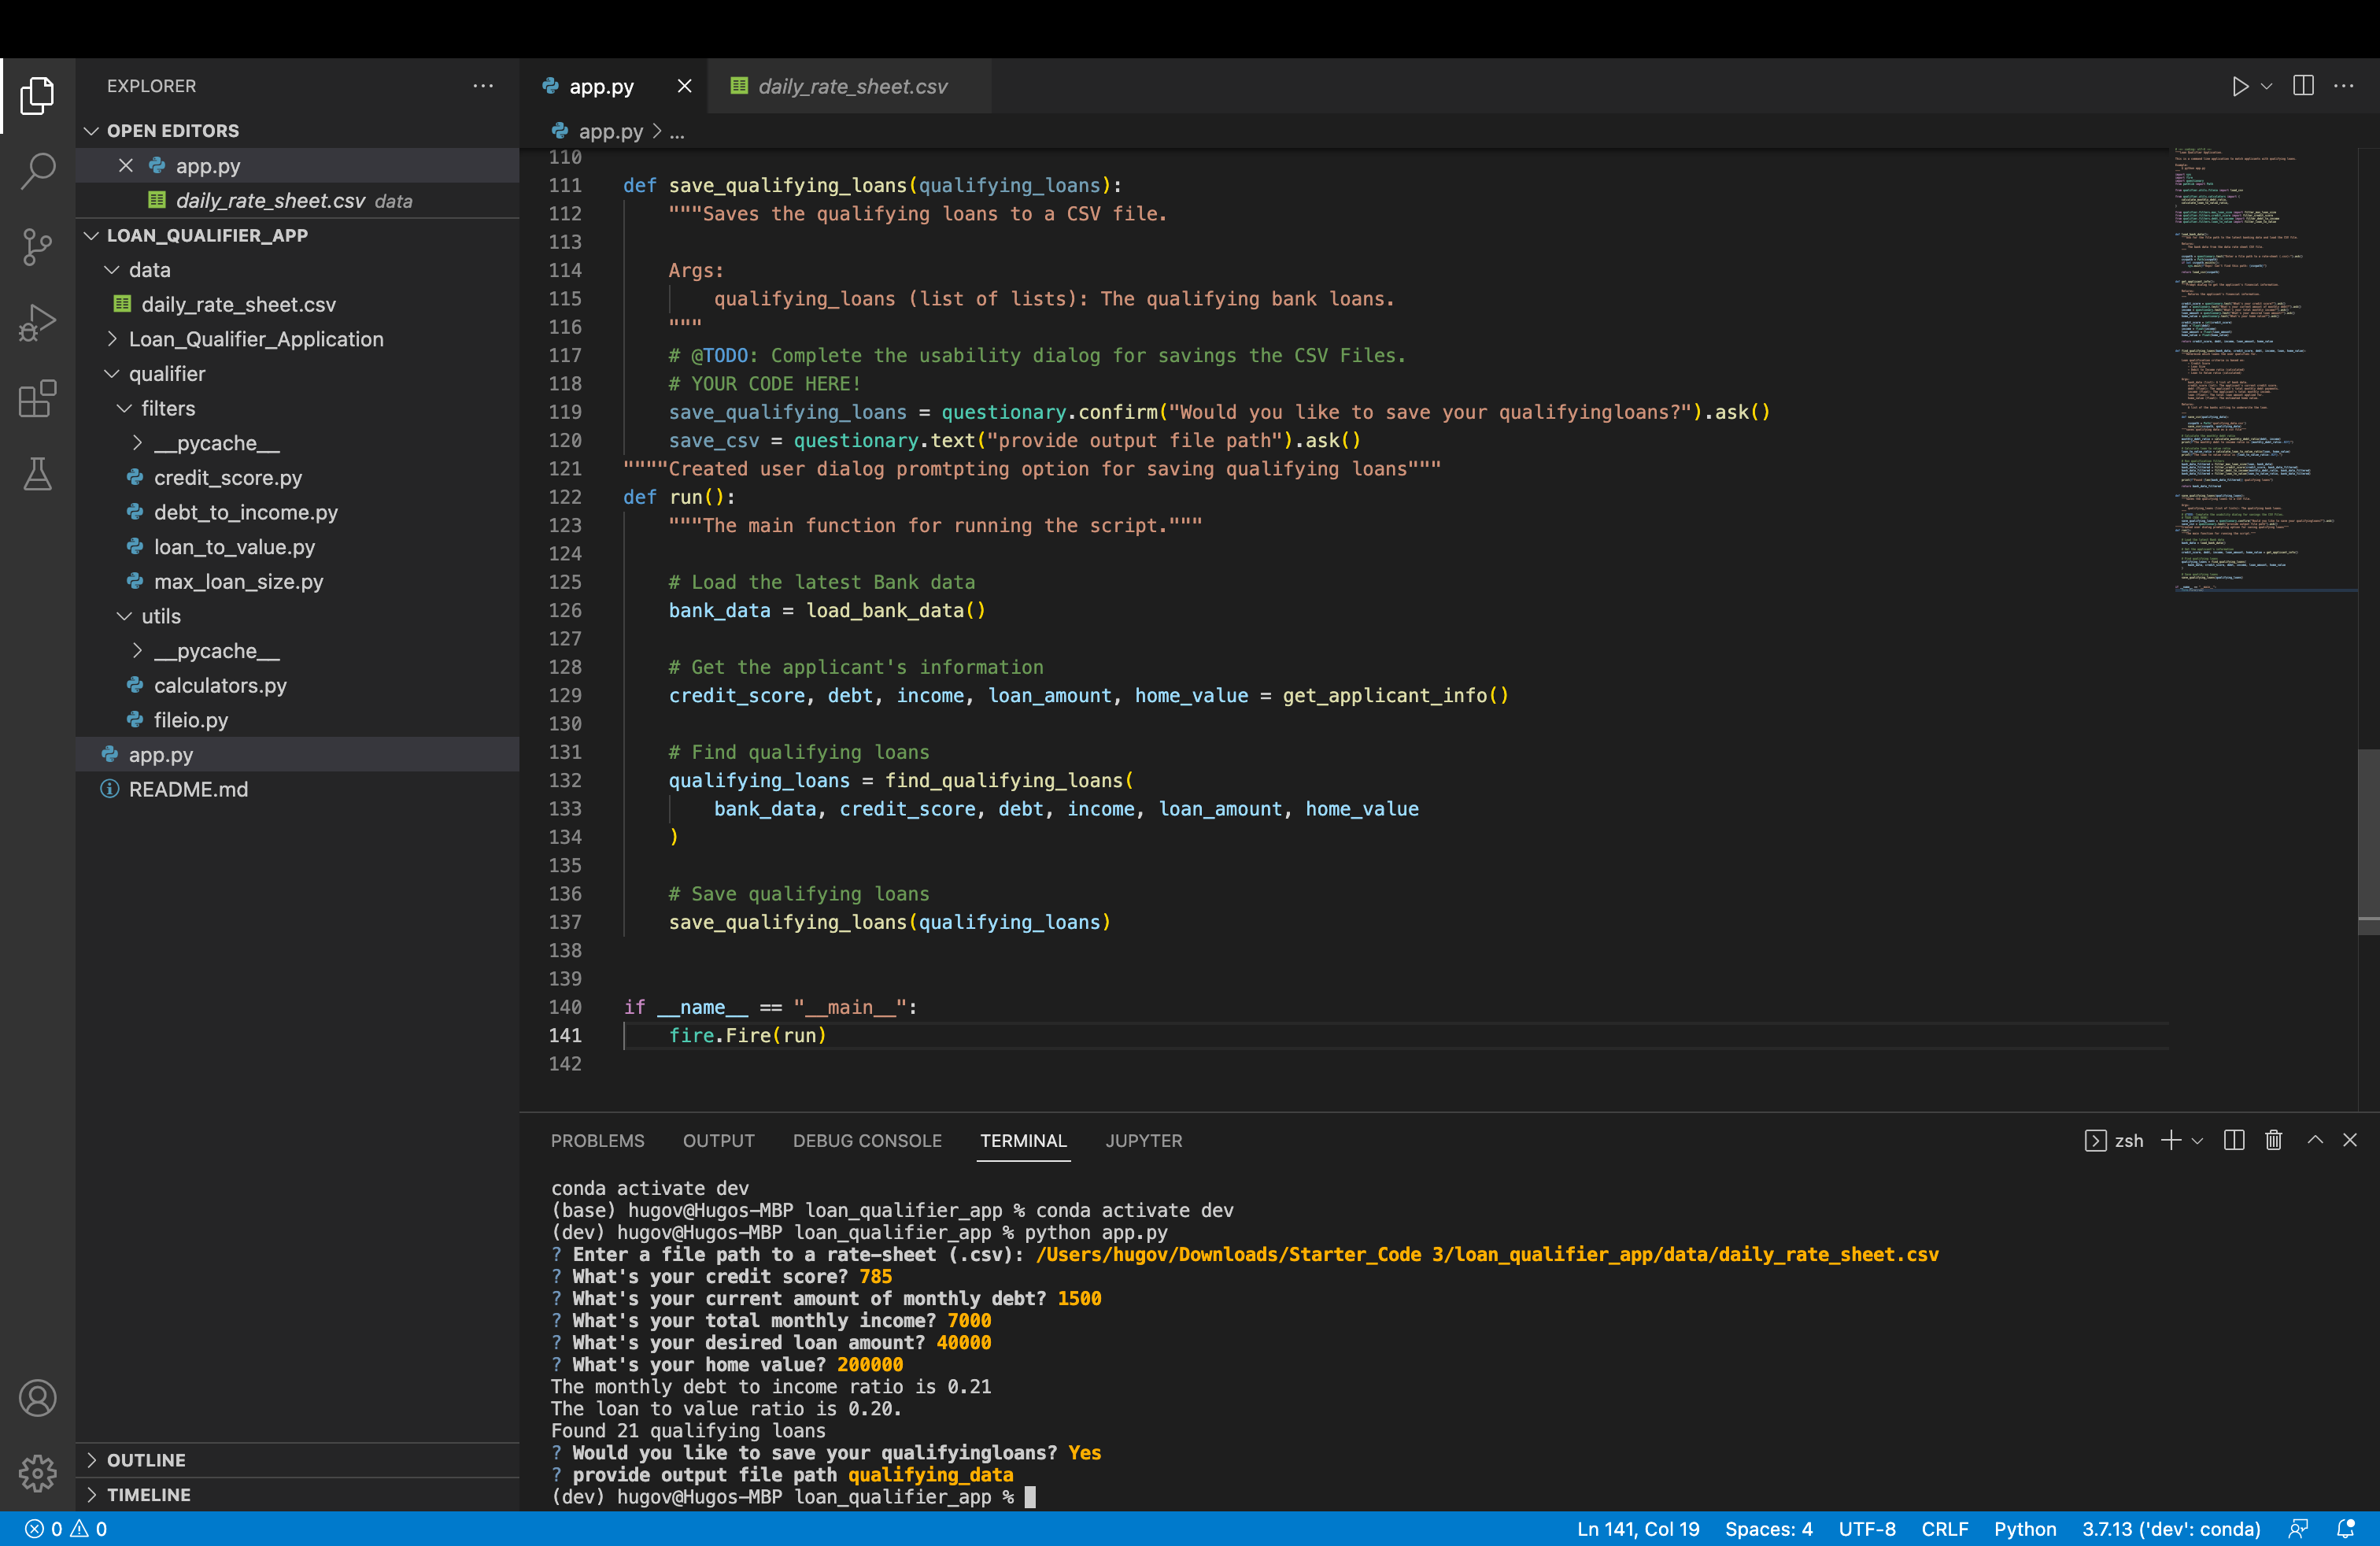 EXPLORER
OPEN EDITORS
app.py
daily_rate_sheet.csv data
LOAN_QUALIFIER_APP
data
daily_rate_sheet.csv
Loan_Qualifier_Application
qualifier
filters
__pycache__
credit_score.py
debt_to_income.py
loan_to_value.py
max_loan_size.py
utils
__pycache__
calculators.py
fileio.py
app.py
README.md
OUTLINE
TIMELINE
app.py
daily_rate_sheet.csv
app.py > ...
110
111 def save_qualifying_loans(qualifying_loans):
112 """Saves the qualifying loans to a CSV file.
113
114 Args:
115 qualifying_loans (list of lists): The qualifying bank loans.
116 """
117 # @TODO: Complete the usability dialog for savings the CSV Files.
118 # YOUR CODE HERE!
119 save_qualifying_loans = questionary.confirm("Would you like to save your qualifyingloans?").ask()
120 save_csv = questionary.text("provide output file path").ask()
121 """"Created user dialog promtpting option for saving qualifying loans"""
122 def run():
123 """The main function for running the script."""
124
125 # Load the latest Bank data
126 bank_data = load_bank_data()
127
128 # Get the applicant's information
129 credit_score, debt, income, loan_amount, home_value = get_applicant_info()
130
131 # Find qualifying loans
132 qualifying_loans = find_qualifying_loans(
133 bank_data, credit_score, debt, income, loan_amount, home_value
134 )
135
136 # Save qualifying loans
137 save_qualifying_loans(qualifying_loans)
138
139
140 if __name__ == "__main__":
141 fire.Fire(run)
142
PROBLEMS OUTPUT DEBUG CONSOLE TERMINAL JUPYTER
zsh
conda activate dev
(base) hugov@Hugos-MBP loan_qualifier_app % conda activate dev
(dev) hugov@Hugos-MBP loan_qualifier_app % python app.py
? Enter a file path to a rate-sheet (.csv): /Users/hugov/Downloads/Starter_Code 3/loan_qualifier_app/data/daily_rate_sheet.csv
? What's your credit score? 785
? What's your current amount of monthly debt? 1500
? What's your total monthly income? 7000
? What's your desired loan amount? 40000
? What's your home value? 200000
The monthly debt to income ratio is 0.21
The loan to value ratio is 0.20.
Found 21 qualifying loans
? Would you like to save your qualifyingloans? Yes
? provide output file path qualifying_data
(dev) hugov@Hugos-MBP loan_qualifier_app %
0 0
Ln 141, Col 19 Spaces: 4 UTF-8 CRLF Python 3.7.13 ('dev': conda)